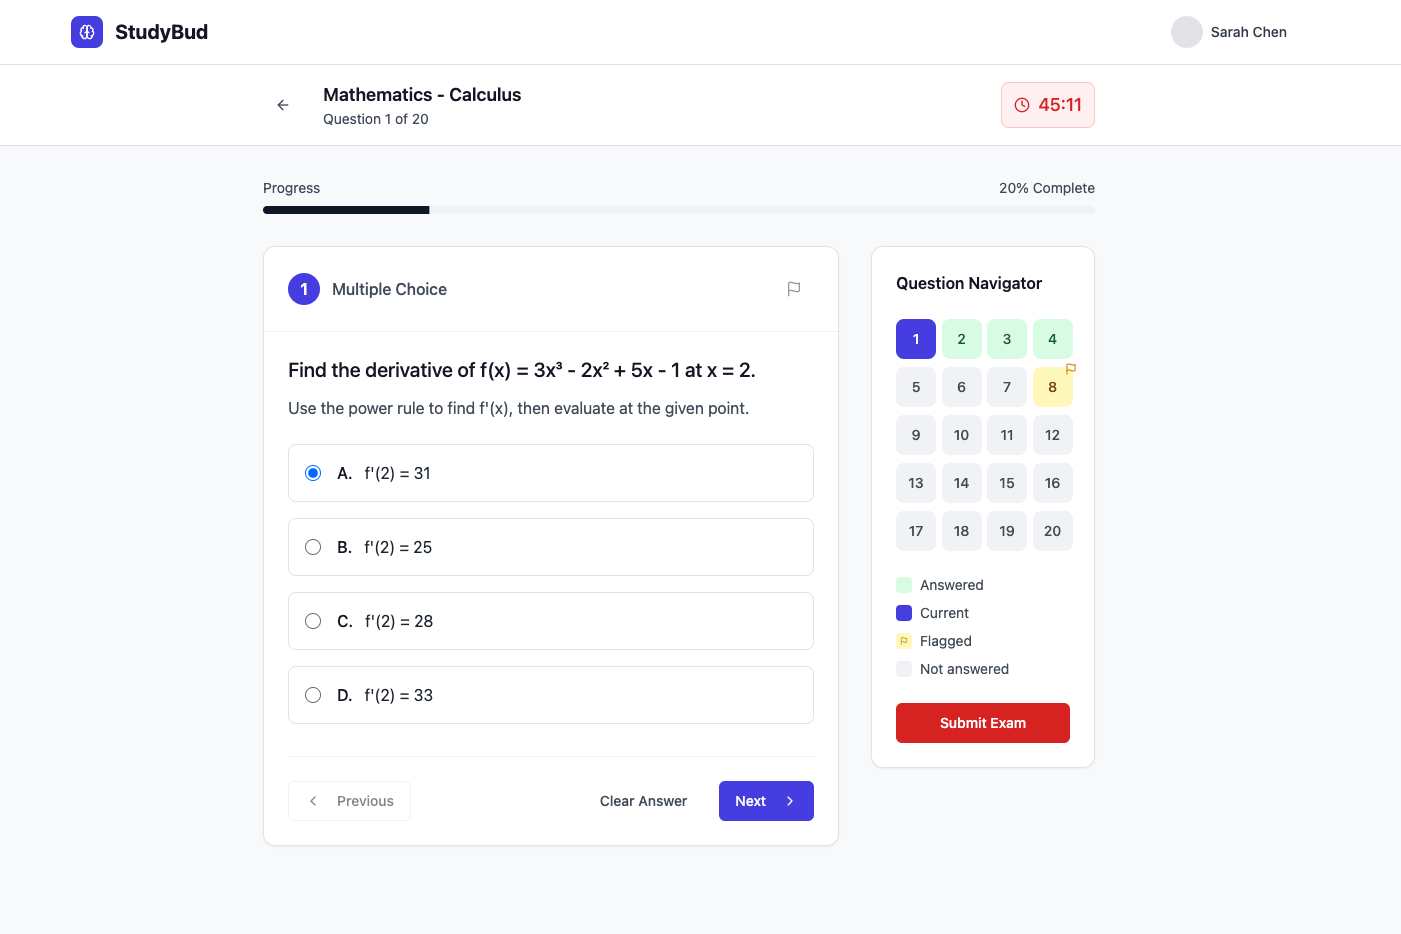 StudyBud
Sarah Chen
Mathematics - Calculus
Question 1 of 20
45:11
Progress
20% Complete
1 Multiple Choice
Find the derivative of f(x) = 3x³ - 2x² + 5x - 1 at x = 2.
Use the power rule to find f'(x), then evaluate at the given point.
A. f'(2) = 31
B. f'(2) = 25
C. f'(2) = 28
D. f'(2) = 33
Previous
Clear Answer
Next
Question Navigator
1 2 3 4
5 6 7 8
9 10 11 12
13 14 15 16
17 18 19 20
Answered
Current
Flagged
Not answered
Submit Exam